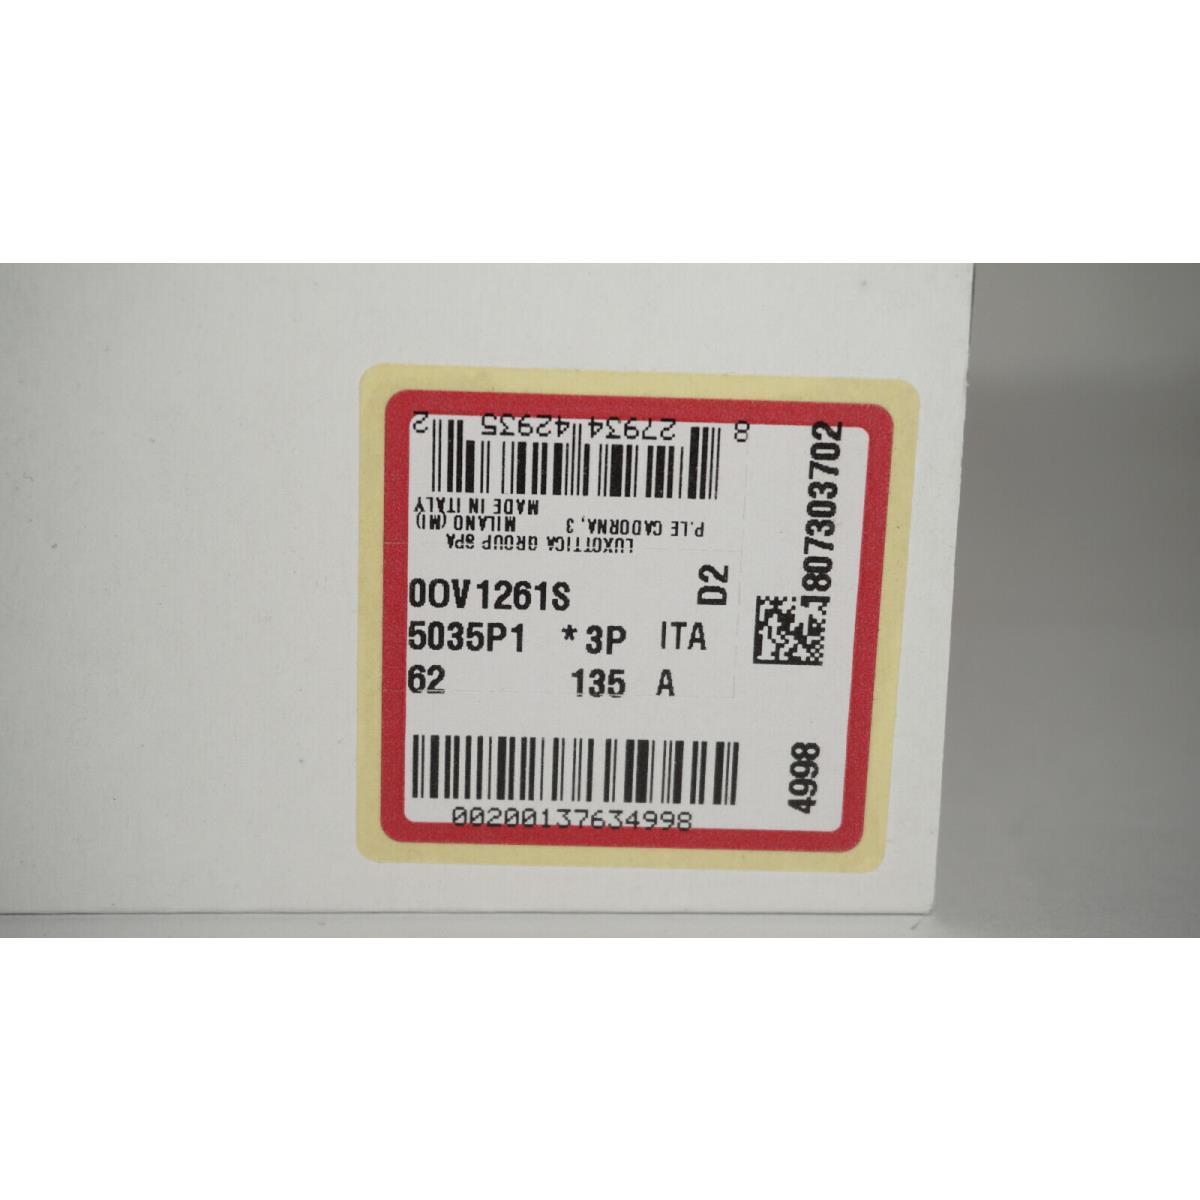 8 27934 42935 2
LUXOTTICA GROUP SPA
P.LE CADORNA, 3 MILANO (MI)
MADE IN ITALY
0OV1261S D2
5035P1 *3P ITA
62 135 A
00200137634998
1807303702
4998